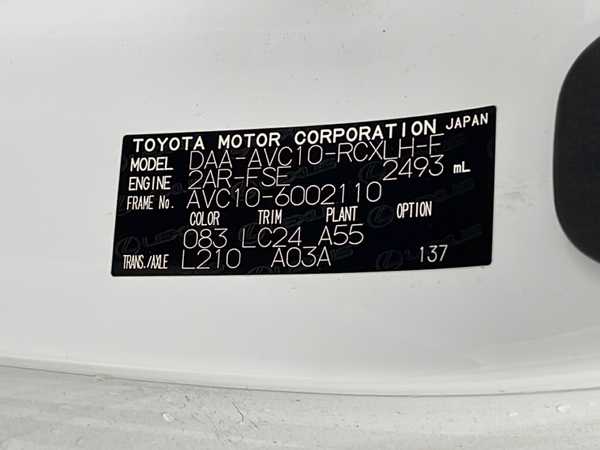 TOYOTA MOTOR CORPORATION JAPAN
MODEL DAA-AVC10-RCXLH-F
ENGINE 2AR-FSE 2493 mL
FRAME No. AVC10-6002110
COLOR TRIM PLANT OPTION
083 LC24 A55
TRANS./AXLE L210 A03A 137